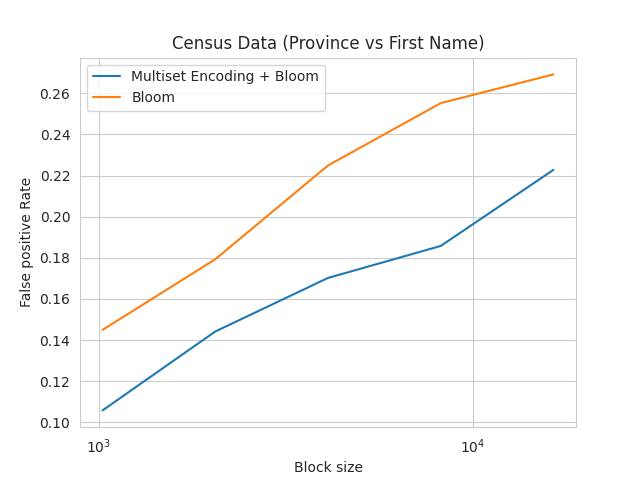 Census Data (Province vs First Name)
Multiset Encoding + Bloom
Bloom
False positive Rate
0.26
0.24
0.22
0.20
0.18
0.16
0.14
0.12
0.10
10³
10⁴
Block size